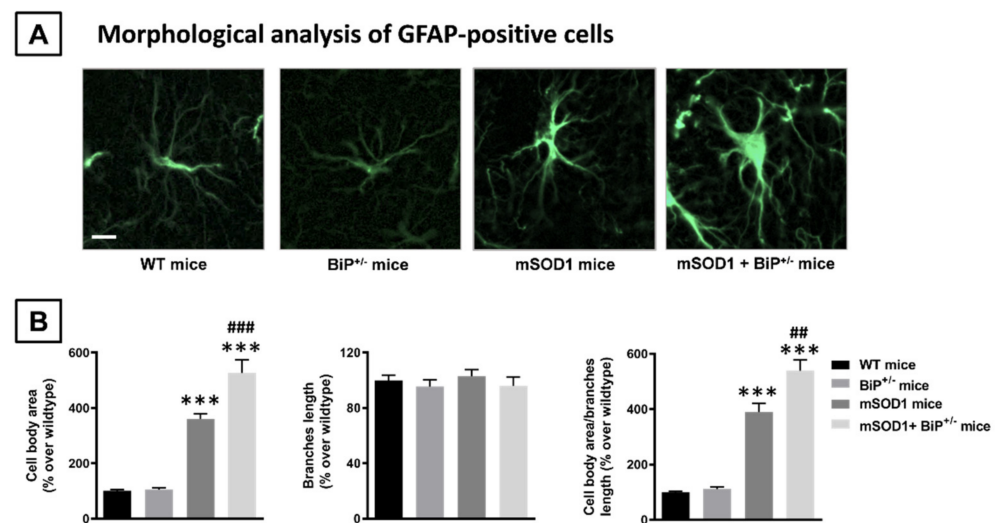 A
Morphological analysis of GFAP-positive cells
WT mice
BiP+/- mice
mSOD1 mice
mSOD1 + BiP+/- mice
B
Cell body area
(% over wildtype)
600
400
200
0
***
###
***
Branches length
(% over wildtype)
120
80
40
0
Cell body area/branches
length (% over wildtype)
600
400
200
0
***
##
***
WT mice
BiP+/- mice
mSOD1 mice
mSOD1+ BiP+/- mice